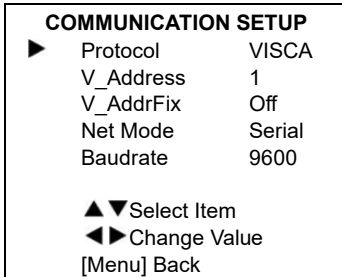 COMMUNICATION SETUP
▶ Protocol VISCA
V_Address 1
V_AddrFix Off
Net Mode Serial
Baudrate 9600
▲▼Select Item
◀▶Change Value
[Menu] Back